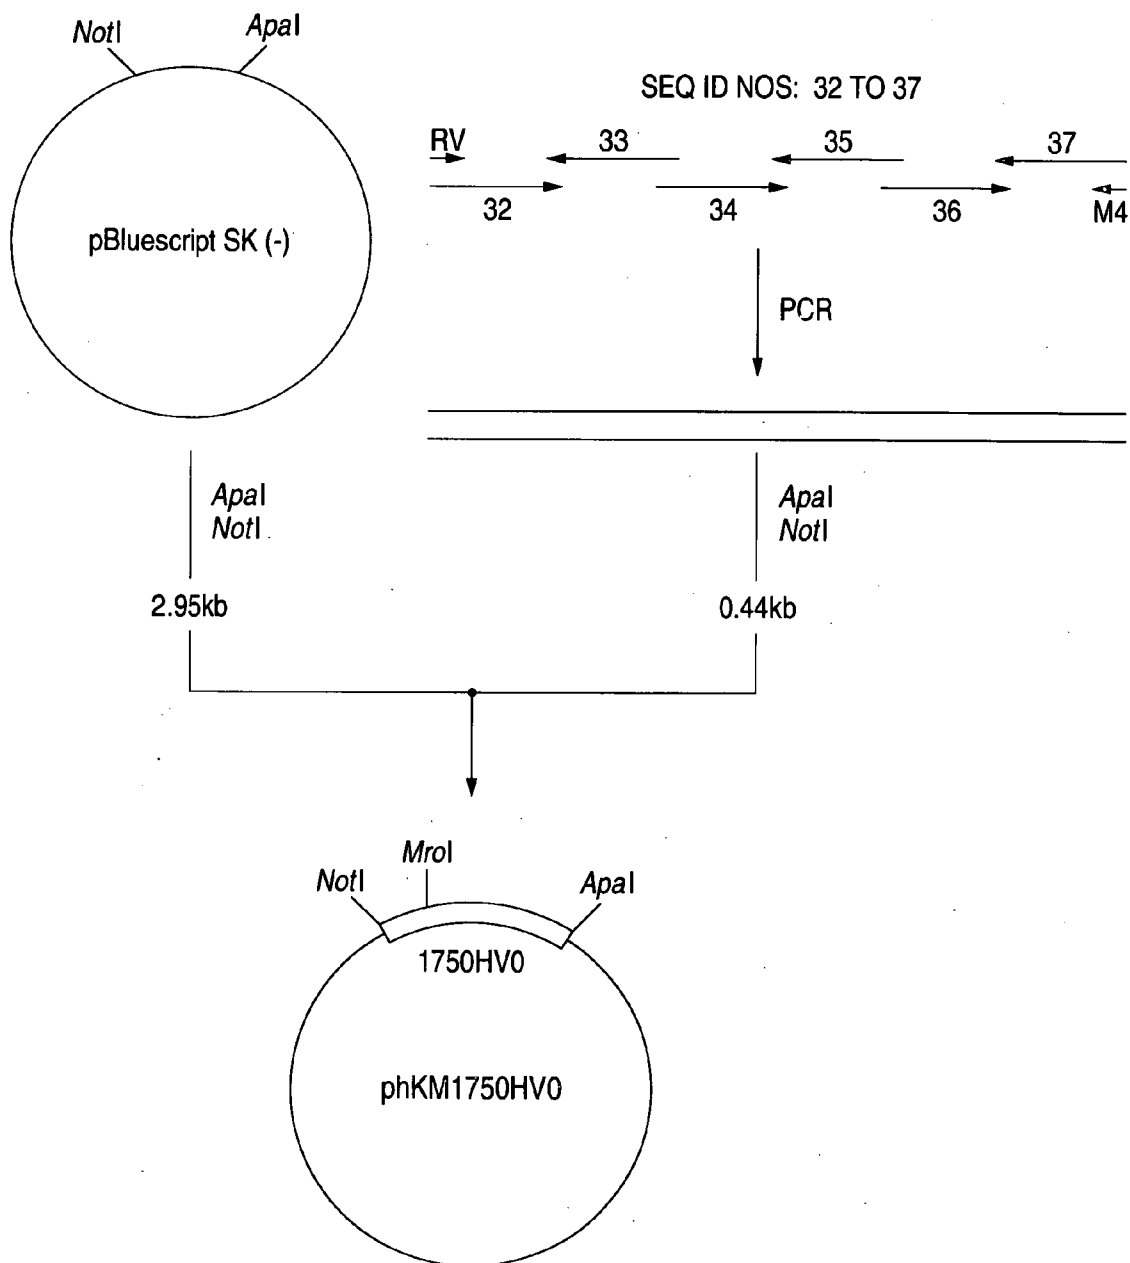 NotI ApaI
SEQ ID NOS: 32 TO 37
RV 33 35 37
32 34 36 M4
pBluescript SK (-)
PCR
ApaI
NotI
ApaI
NotI
2.95kb 0.44kb
MroI
NotI ApaI
1750HV0
phKM1750HV0